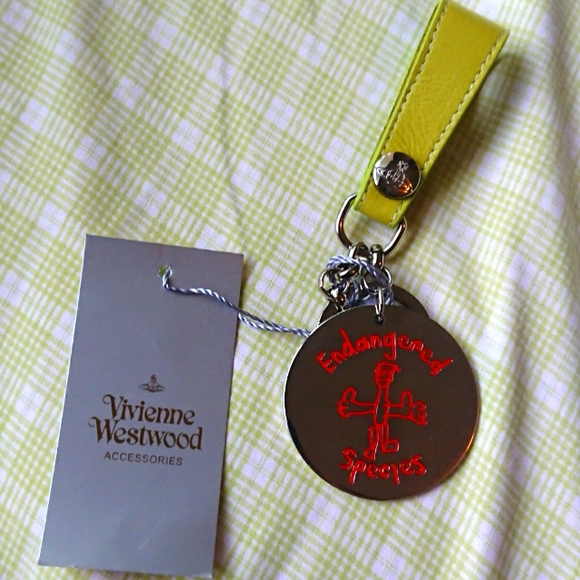 Vivienne
Westwood
ACCESSORIES
Endangered
Species